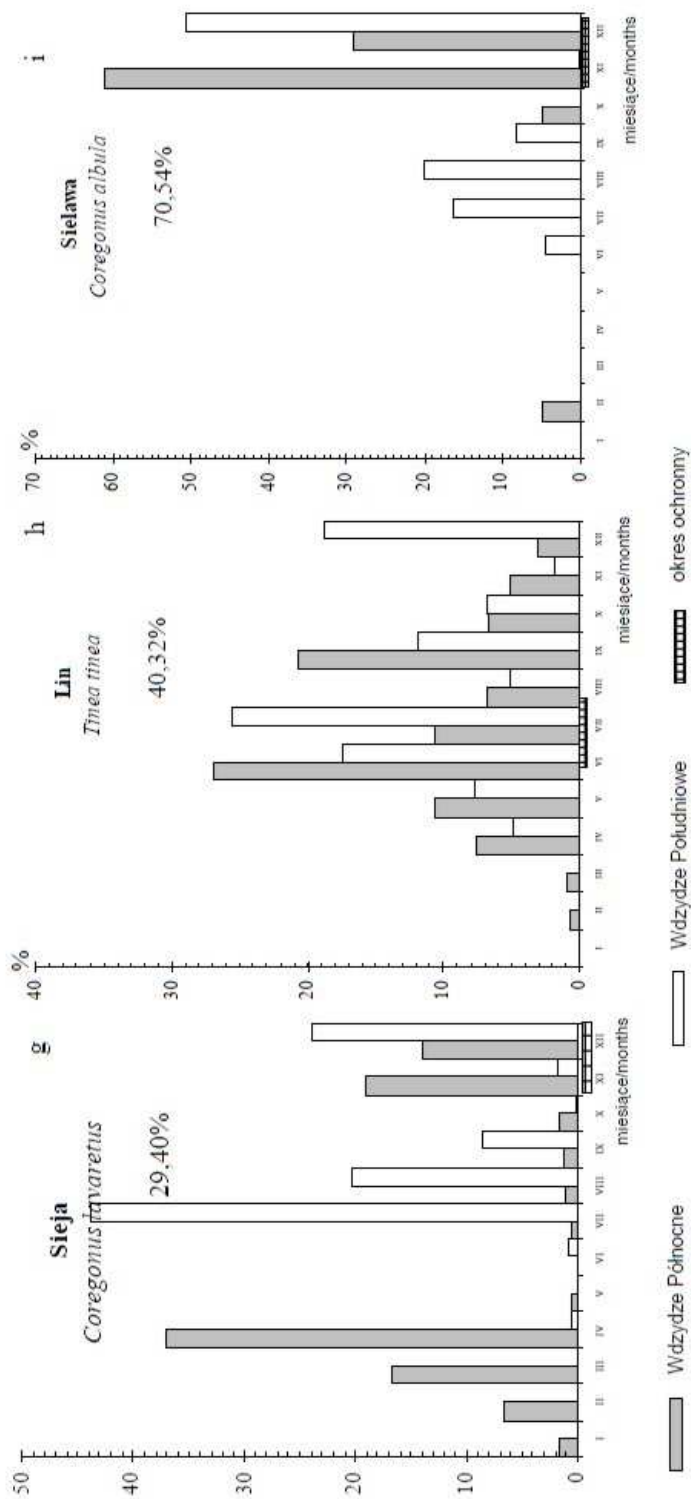 g
Sieja
Coregonus lavaretus
29,40%
50
40
30
20
10
0
I II III IV V VI VII VIII IX X XI XII
miesiące/months
h
%
Lin
Tinea tinea
40,32%
40
30
20
10
0
I II III IV V VI VII VIII IX X XI XII
miesiące/months
i
%
Sielawa
Coregonus albula
70,54%
70
60
50
40
30
20
10
0
I II III IV V VI VII VIII IX X XI XII
miesiące/months
Wdzydze Północne
Wdzydze Południowe
okres ochronny